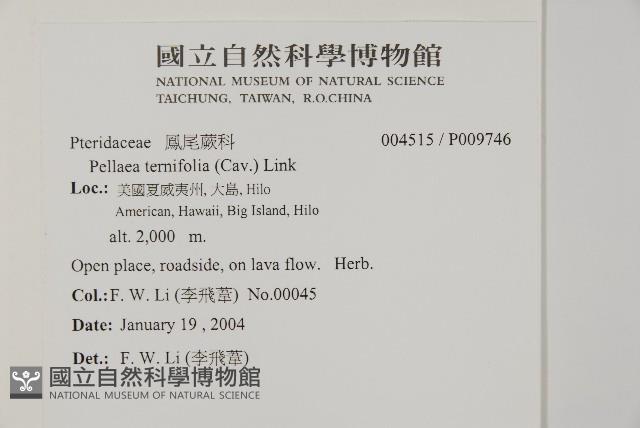 國立自然科學博物館
NATIONAL MUSEUM OF NATURAL SCIENCE
TAICHUNG, TAIWAN, R.O.CHINA
Pteridaceae 鳳尾蕨科 004515 / P009746
Pellaea ternifolia (Cav.) Link
Loc.: 美國夏威夷州, 大島, Hilo
American, Hawaii, Big Island, Hilo
alt. 2,000 m.
Open place, roadside, on lava flow. Herb.
Col.: F. W. Li (李飛葦) No.00045
Date: January 19 , 2004
Det.: F. W. Li (李飛葦)
國立自然科學博物館
NATIONAL MUSEUM OF NATURAL SCIENCE